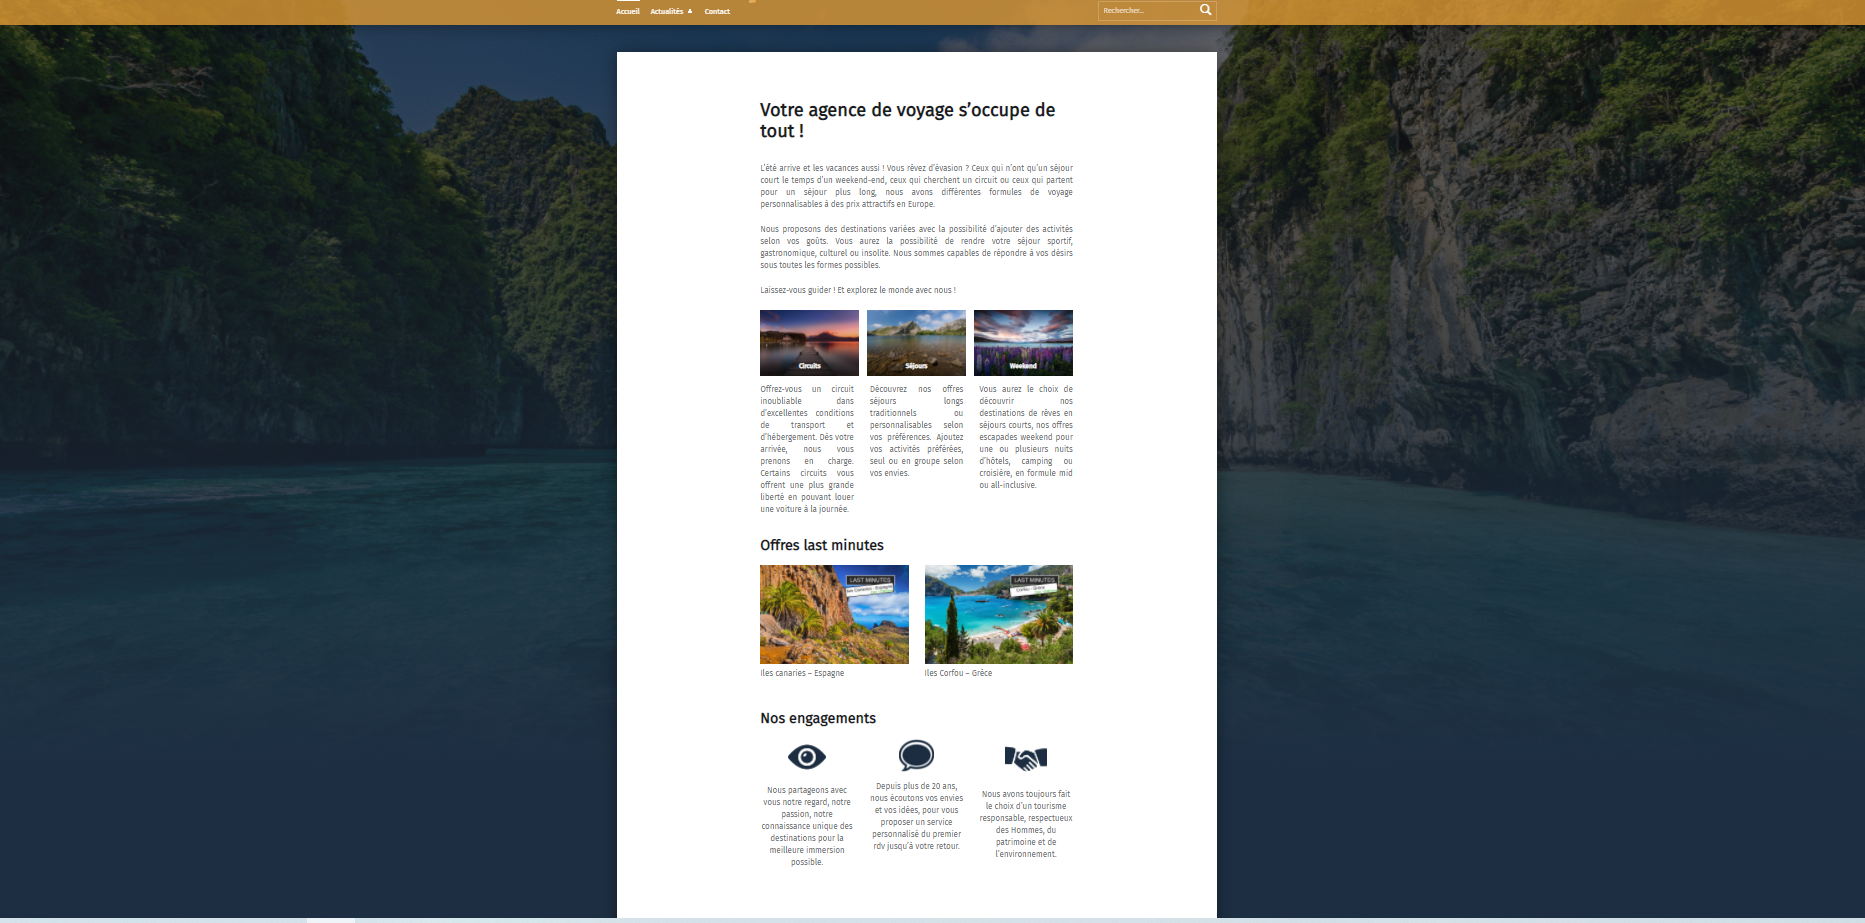 Accueil Actualités Contact Rechercher...
Votre agence de voyage s'occupe de
tout !
L'été arrive et les vacances aussi ! Vous rêvez d'évasion ? Ceux qui n'ont qu'un séjour
court le temps d'un weekend-end, ceux qui cherchent un circuit ou ceux qui partent
pour un séjour plus long, nous avons différentes formules de voyage
personnalisables à des prix attractifs en Europe.
Nous proposons des destinations variées avec la possibilité d'ajouter des activités
selon vos goûts. Vous aurez la possibilité de rendre votre séjour sportif,
gastronomique, culturel ou insolite. Nous sommes capables de répondre à vos désirs
sous toutes les formes possibles.
Laissez-vous guider ! Et explorez le monde avec nous !
Circuits
Offrez-vous un circuit
inoubliable dans
d'excellentes conditions
de transport et
d'hébergement. Dès votre
arrivée, nous vous
prenons en charge.
Certains circuits vous
offrent une plus grande
liberté en pouvant louer
une voiture à la journée.
Séjours
Découvrez nos offres
séjours longs
traditionnels ou
personnalisables selon
vos préférences. Ajoutez
vos activités préférées,
seul ou en groupe selon
vos envies.
Weekend
Vous aurez le choix de
découvrir nos
destinations de rêves en
séjours courts, nos offres
escapades weekend pour
une ou plusieurs nuits
d'hôtels, camping ou
croisière, en formule mid
ou all-inclusive.
Offres last minutes
LAST MINUTES
Iles canaries – Espagne
LAST MINUTES
Corfou - Grèce
Iles Corfou – Grèce
Nos engagements
Nous partageons avec
vous notre regard, notre
passion, notre
connaissance unique des
destinations pour la
meilleure immersion
possible.
Depuis plus de 20 ans,
nous écoutons vos envies
et vos idées, pour vous
proposer un service
personnalisé du premier
rdv jusqu'à votre retour.
Nous avons toujours fait
le choix d'un tourisme
responsable, respectueux
des Hommes, du
patrimoine et de
l'environnement.